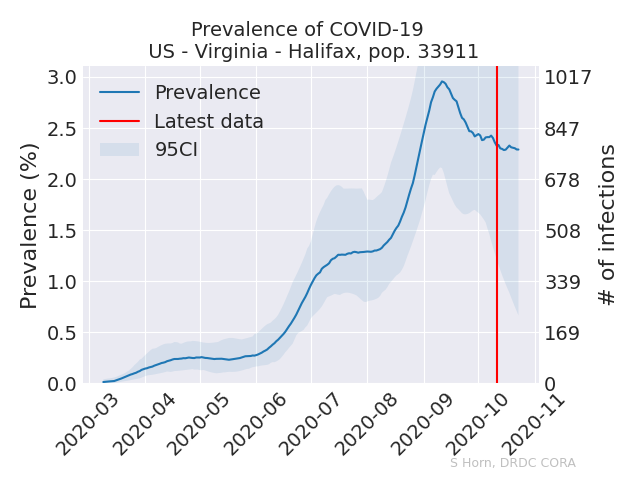 Prevalence of COVID-19
US - Virginia - Halifax, pop. 33911
Prevalence
Latest data
95CI
Prevalence (%)
3.0
2.5
2.0
1.5
1.0
0.5
0.0
1017
847
678
508
339
169
0
# of infections
2020-03
2020-04
2020-05
2020-06
2020-07
2020-08
2020-09
2020-10
2020-11
S Horn, DRDC CORA